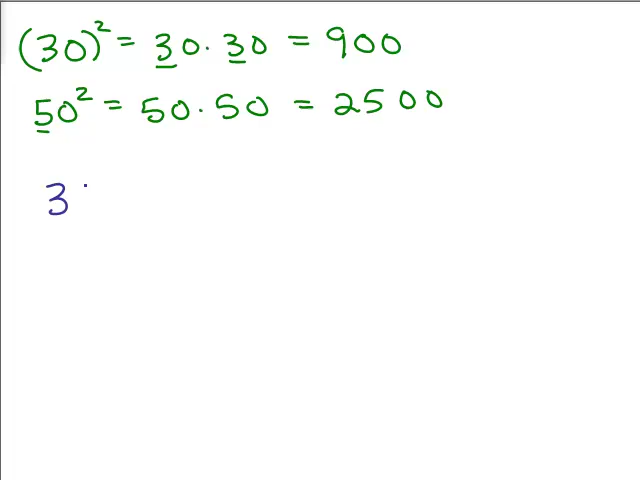 (30)² = 30 · 30 = 900
50² = 50 · 50 = 2500
3 ·